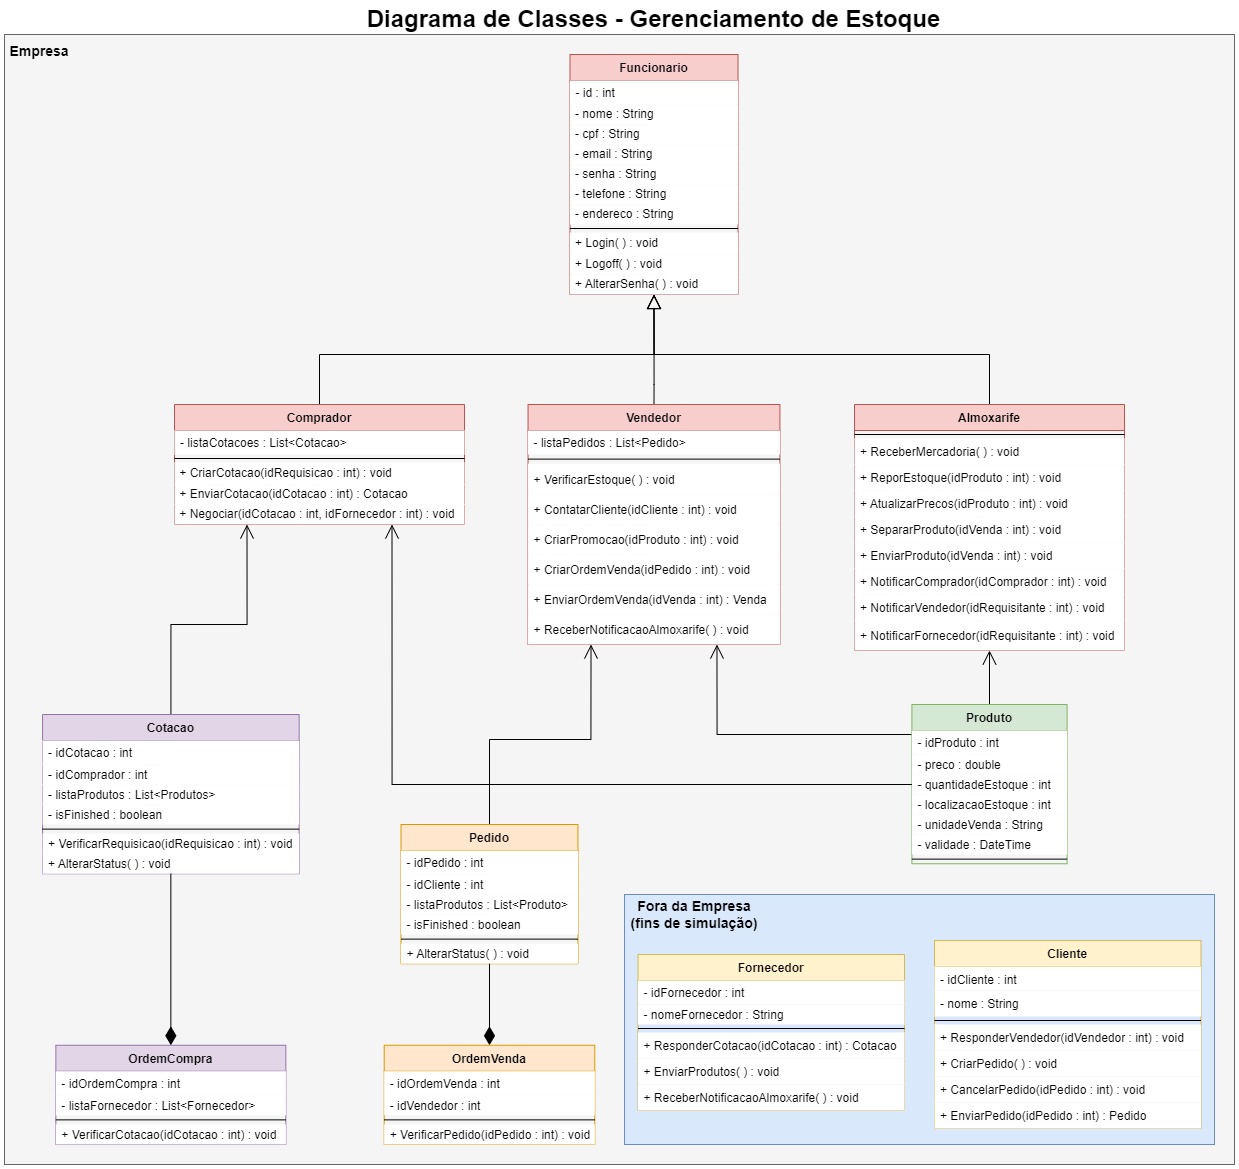 Diagrama de Classes - Gerenciamento de Estoque
Empresa
Funcionario
- id : int
- nome : String
- cpf : String
- email : String
- senha : String
- telefone : String
- endereco : String
+ Login( ) : void
+ Logoff( ) : void
+ AlterarSenha( ) : void
Comprador
- listaCotacoes : List<Cotacao>
+ CriarCotacao(idRequisicao : int) : void
+ EnviarCotacao(idCotacao : int) : Cotacao
+ Negociar(idCotacao : int, idFornecedor : int) : void
Vendedor
- listaPedidos : List<Pedido>
+ VerificarEstoque( ) : void
+ ContatarCliente(idCliente : int) : void
+ CriarPromocao(idProduto : int) : void
+ CriarOrdemVenda(idPedido : int) : void
+ EnviarOrdemVenda(idVenda : int) : Venda
+ ReceberNotificacaoAlmoxarife( ) : void
Almoxarife
+ ReceberMercadoria( ) : void
+ ReporEstoque(idProduto : int) : void
+ AtualizarPrecos(idProduto : int) : void
+ SepararProduto(idVenda : int) : void
+ EnviarProduto(idVenda : int) : void
+ NotificarComprador(idComprador : int) : void
+ NotificarVendedor(idRequisitante : int) : void
+ NotificarFornecedor(idRequisitante : int) : void
Cotacao
- idCotacao : int
- idComprador : int
- listaProdutos : List<Produtos>
- isFinished : boolean
+ VerificarRequisicao(idRequisicao : int) : void
+ AlterarStatus( ) : void
Produto
- idProduto : int
- preco : double
- quantidadeEstoque : int
- localizacaoEstoque : int
- unidadeVenda : String
- validade : DateTime
Pedido
- idPedido : int
- idCliente : int
- listaProdutos : List<Produto>
- isFinished : boolean
+ AlterarStatus( ) : void
OrdemCompra
- idOrdemCompra : int
- listaFornecedor : List<Fornecedor>
+ VerificarCotacao(idCotacao : int) : void
OrdemVenda
- idOrdemVenda : int
- idVendedor : int
+ VerificarPedido(idPedido : int) : void
Fora da Empresa
(fins de simulação)
Fornecedor
- idFornecedor : int
- nomeFornecedor : String
+ ResponderCotacao(idCotacao : int) : Cotacao
+ EnviarProdutos( ) : void
+ ReceberNotificacaoAlmoxarife( ) : void
Cliente
- idCliente : int
- nome : String
+ ResponderVendedor(idVendedor : int) : void
+ CriarPedido( ) : void
+ CancelarPedido(idPedido : int) : void
+ EnviarPedido(idPedido : int) : Pedido